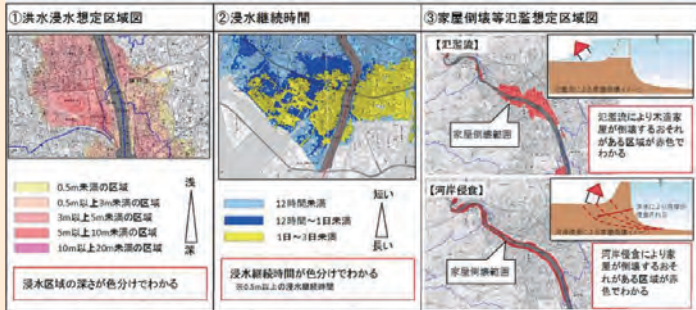 ①洪水浸水想定区域図
0.5m未満の区域
0.5m以上3m未満の区域
3m以上5m未満の区域
5m以上10m未満の区域
10m以上20m未満の区域
浅
深
浸水区域の深さが色分けでわかる
②浸水継続時間
12時間未満
12時間～1日未満
1日～3日未満
短い
長い
浸水継続時間が色分けでわかる
※0.5m以上の浸水継続時間
③家屋倒壊等氾濫想定区域図
【氾濫流】
家屋倒壊範囲
氾濫流により木造家
屋が倒壊するおそれ
がある区域が赤色で
わかる
【河岸侵食】
家屋倒壊範囲
河岸侵食により家
屋が倒壊するおそ
れがある区域が赤
色でわかる